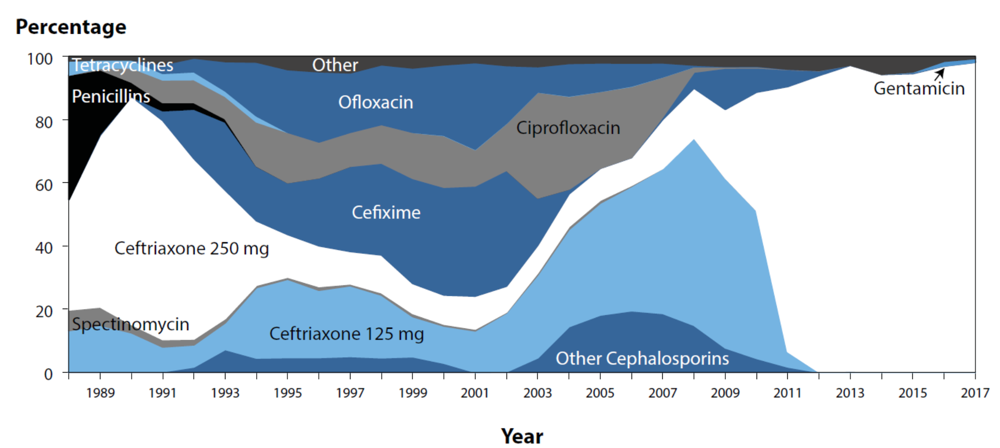 Percentage
100
Tetracyclines
Other
Penicillins
Gentamicin
Ofloxacin
80
Ciprofloxacin
60
Cefixime
40
Ceftriaxone 250 mg
20
Spectinomycin
Ceftriaxone 125 mg
Other Cephalosporins
0
1989 1991 1993 1995 1997 1999 2001 2003 2005 2007 2009 2011 2013 2015 2017
Year